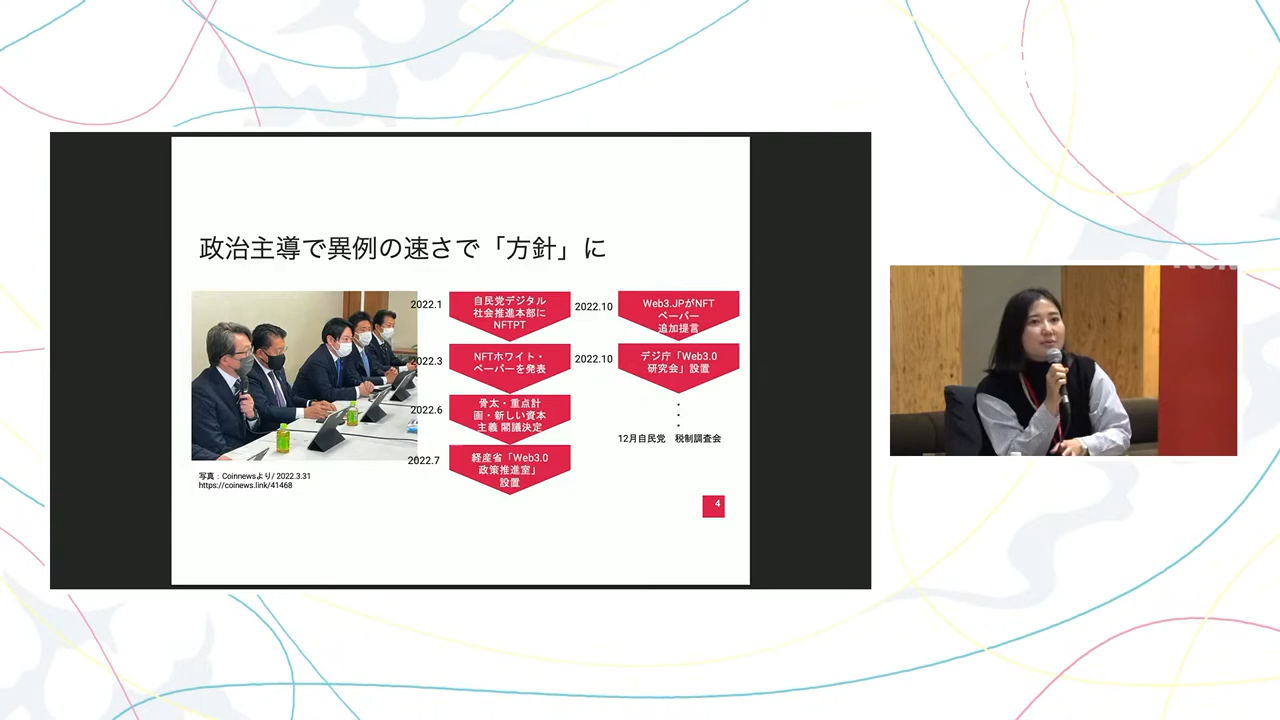 政治主導で異例の速さで「方針」に
2022.1
自民党デジタル
社会推進本部に
NFTPT
2022.3
NFTホワイト・
ペーパーを発表
2022.6
骨太・重点計
画・新しい資本
主義 閣議決定
2022.7
経産省「Web3.0
政策推進室」
設置
2022.10
Web3.JPがNFT
ペーパー
追加提言
2022.10
デジ庁「Web3.0
研究会」設置
12月自民党 税制調査会
写真：Coinnewsより/ 2022.3.31
https://coinews.link/41468
4